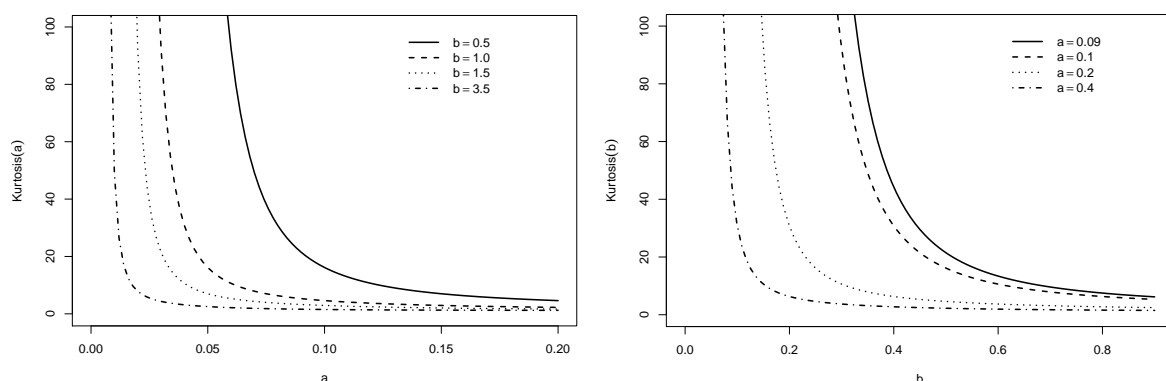 Kurtosis(a)
100
80
60
40
20
0
b = 0.5
b = 1.0
b = 1.5
b = 3.5
0.00 0.05 0.10 0.15 0.20
a
Kurtosis(b)
100
80
60
40
20
0
a = 0.09
a = 0.1
a = 0.2
a = 0.4
0.0 0.2 0.4 0.6 0.8
b